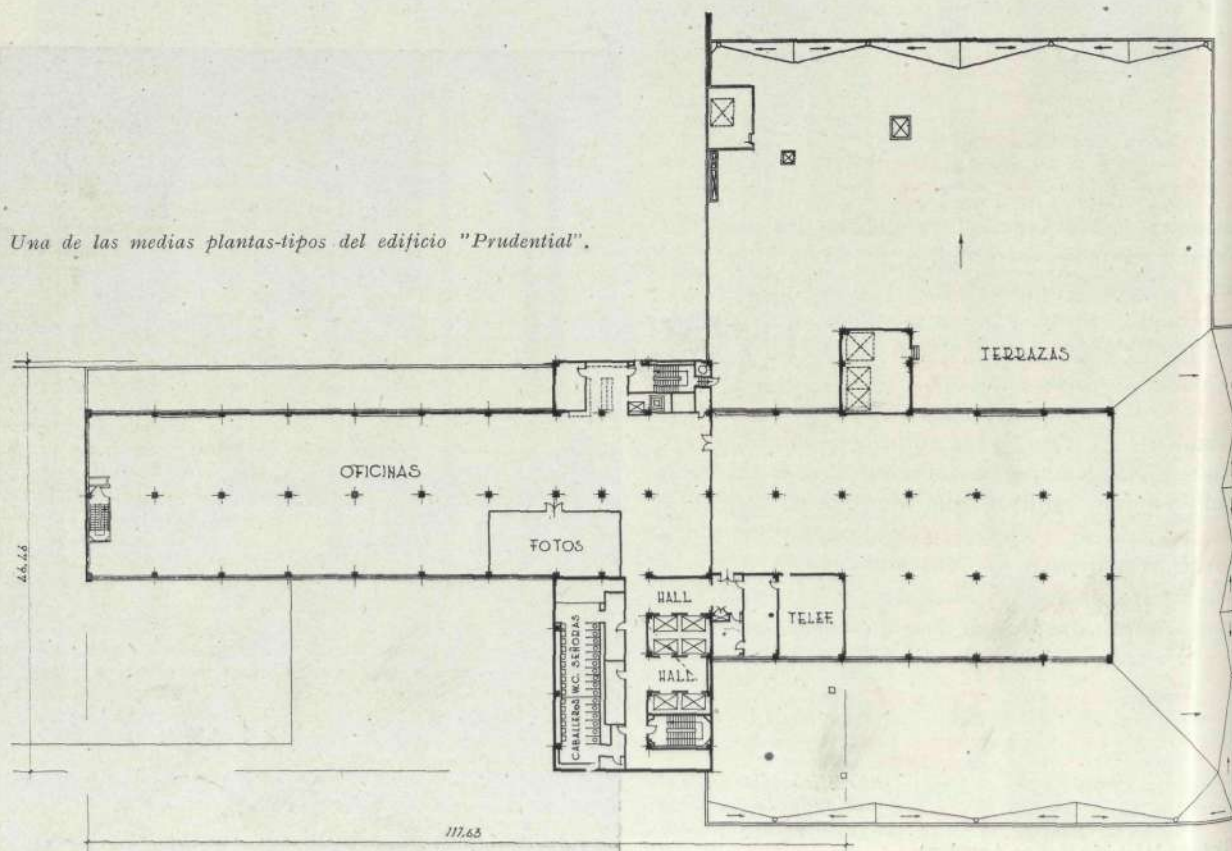 Una de las medias plantas-tipos del edificio "Prudential".
TERRAZAS
OFICINAS
FOTOS
HALL
TELEF.
HALL
CABALLEROS W.C. SEÑORAS
46.46
117.63